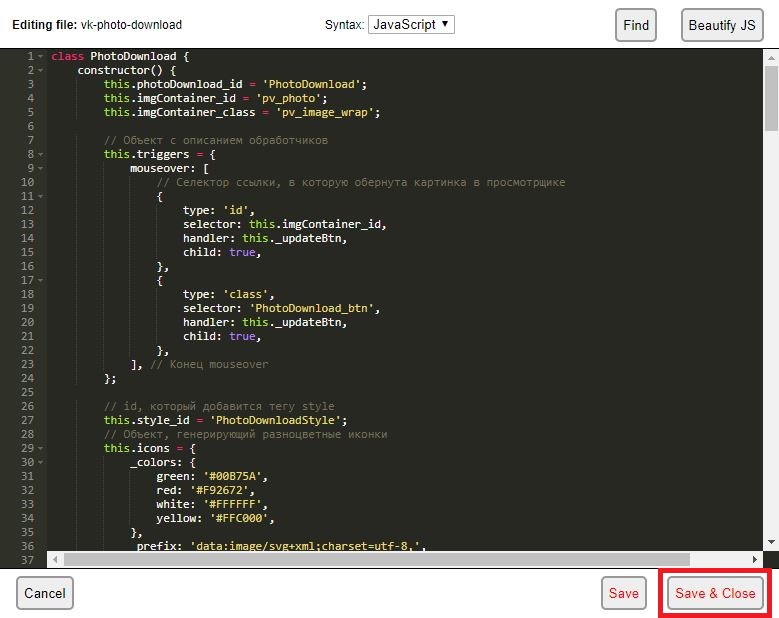 Editing file: vk-photo-download Syntax: JavaScript Find Beautify JS
1 class PhotoDownload {
2 constructor() {
3 this.photoDownload_id = 'PhotoDownload';
4 this.imgContainer_id = 'pv_photo';
5 this.imgContainer_class = 'pv_image_wrap';
6
7 // Объект с описанием обработчиков
8 this.triggers = {
9 mouseover: [
10 // Селектор ссылки, в которую обернута картинка в просмотрщике
11 {
12 type: 'id',
13 selector: this.imgContainer_id,
14 handler: this._updateBtn,
15 child: true,
16 },
17 {
18 type: 'class',
19 selector: 'PhotoDownload_btn',
20 handler: this._updateBtn,
21 child: true,
22 },
23 ], // Конец mouseover
24 };
25
26 // id, который добавится тегу style
27 this.style_id = 'PhotoDownloadStyle';
28 // Объект, генерирующий разноцветные иконки
29 this.icons = {
30 _colors: {
31 green: '#00B75A',
32 red: '#F92672',
33 white: '#FFFFFF',
34 yellow: '#FFC000',
35 },
36 _prefix: 'data:image/svg+xml;charset=utf-8,',
37
Cancel Save Save & Close